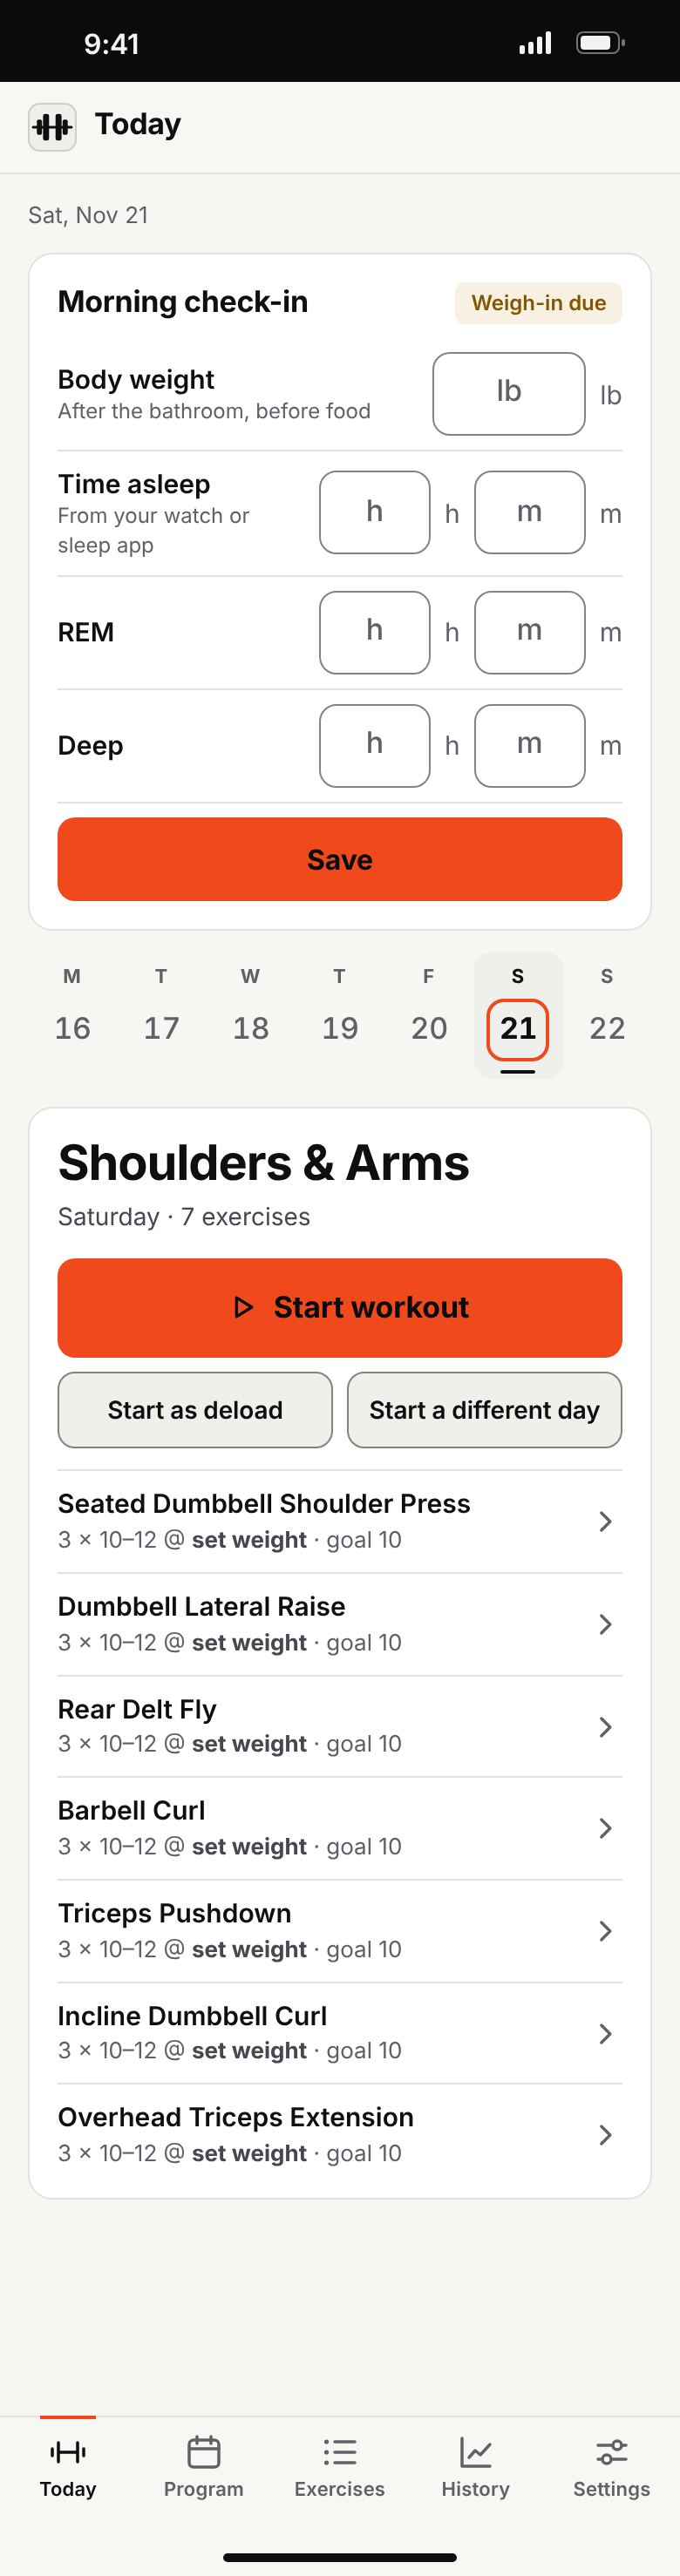 9:41
Today
Sat, Nov 21
Morning check-in
Weigh-in due
Body weight
After the bathroom, before food
lb lb
Time asleep
From your watch or
sleep app
h h m m
REM
h h m m
Deep
h h m m
Save
M T W T F S S
16 17 18 19 20 21 22
Shoulders & Arms
Saturday · 7 exercises
Start workout
Start as deload
Start a different day
Seated Dumbbell Shoulder Press
3 × 10–12 @ set weight · goal 10
Dumbbell Lateral Raise
3 × 10–12 @ set weight · goal 10
Rear Delt Fly
3 × 10–12 @ set weight · goal 10
Barbell Curl
3 × 10–12 @ set weight · goal 10
Triceps Pushdown
3 × 10–12 @ set weight · goal 10
Incline Dumbbell Curl
3 × 10–12 @ set weight · goal 10
Overhead Triceps Extension
3 × 10–12 @ set weight · goal 10
Today Program Exercises History Settings